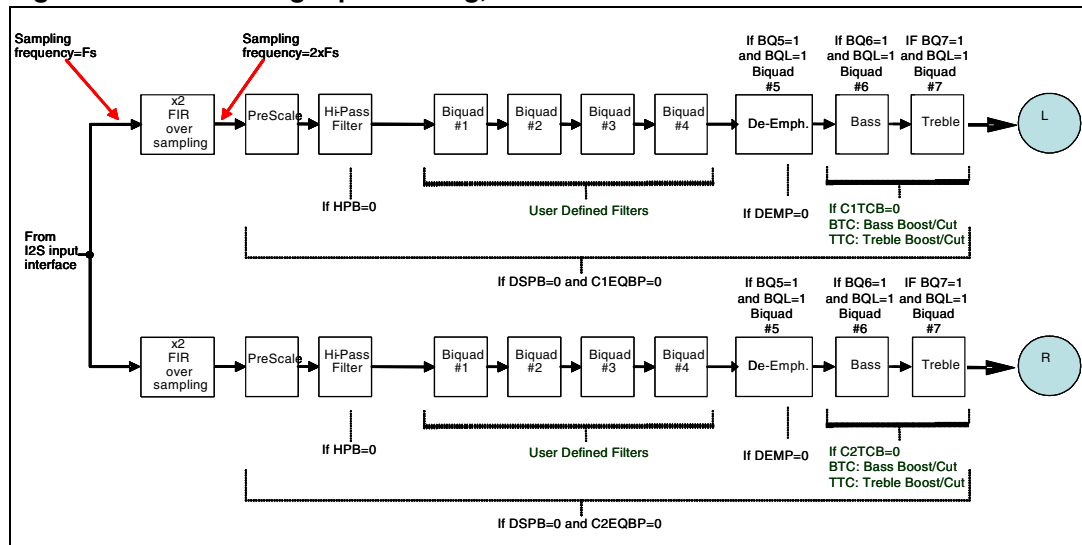 Sampling
frequency=Fs
Sampling
frequency=2xFs
If BQ5=1
and BQL=1
Biquad
#5
If BQ6=1
and BQL=1
Biquad
#6
IF BQ7=1
and BQL=1
Biquad
#7
x2
FIR
over
sampling
PreScale
Hi-Pass
Filter
Biquad
#1
Biquad
#2
Biquad
#3
Biquad
#4
De-Emph.
Bass
Treble
L
If HPB=0
User Defined Filters
If DEMP=0
If C1TCB=0
BTC: Bass Boost/Cut
TTC: Treble Boost/Cut
From
I2S input
interface
If DSPB=0 and C1EQBP=0
If BQ5=1
and BQL=1
Biquad
#5
If BQ6=1
and BQL=1
Biquad
#6
IF BQ7=1
and BQL=1
Biquad
#7
x2
FIR
over
sampling
PreScale
Hi-Pass
Filter
Biquad
#1
Biquad
#2
Biquad
#3
Biquad
#4
De-Emph.
Bass
Treble
R
If HPB=0
User Defined Filters
If DEMP=0
If C2TCB=0
BTC: Bass Boost/Cut
TTC: Treble Boost/Cut
If DSPB=0 and C2EQBP=0